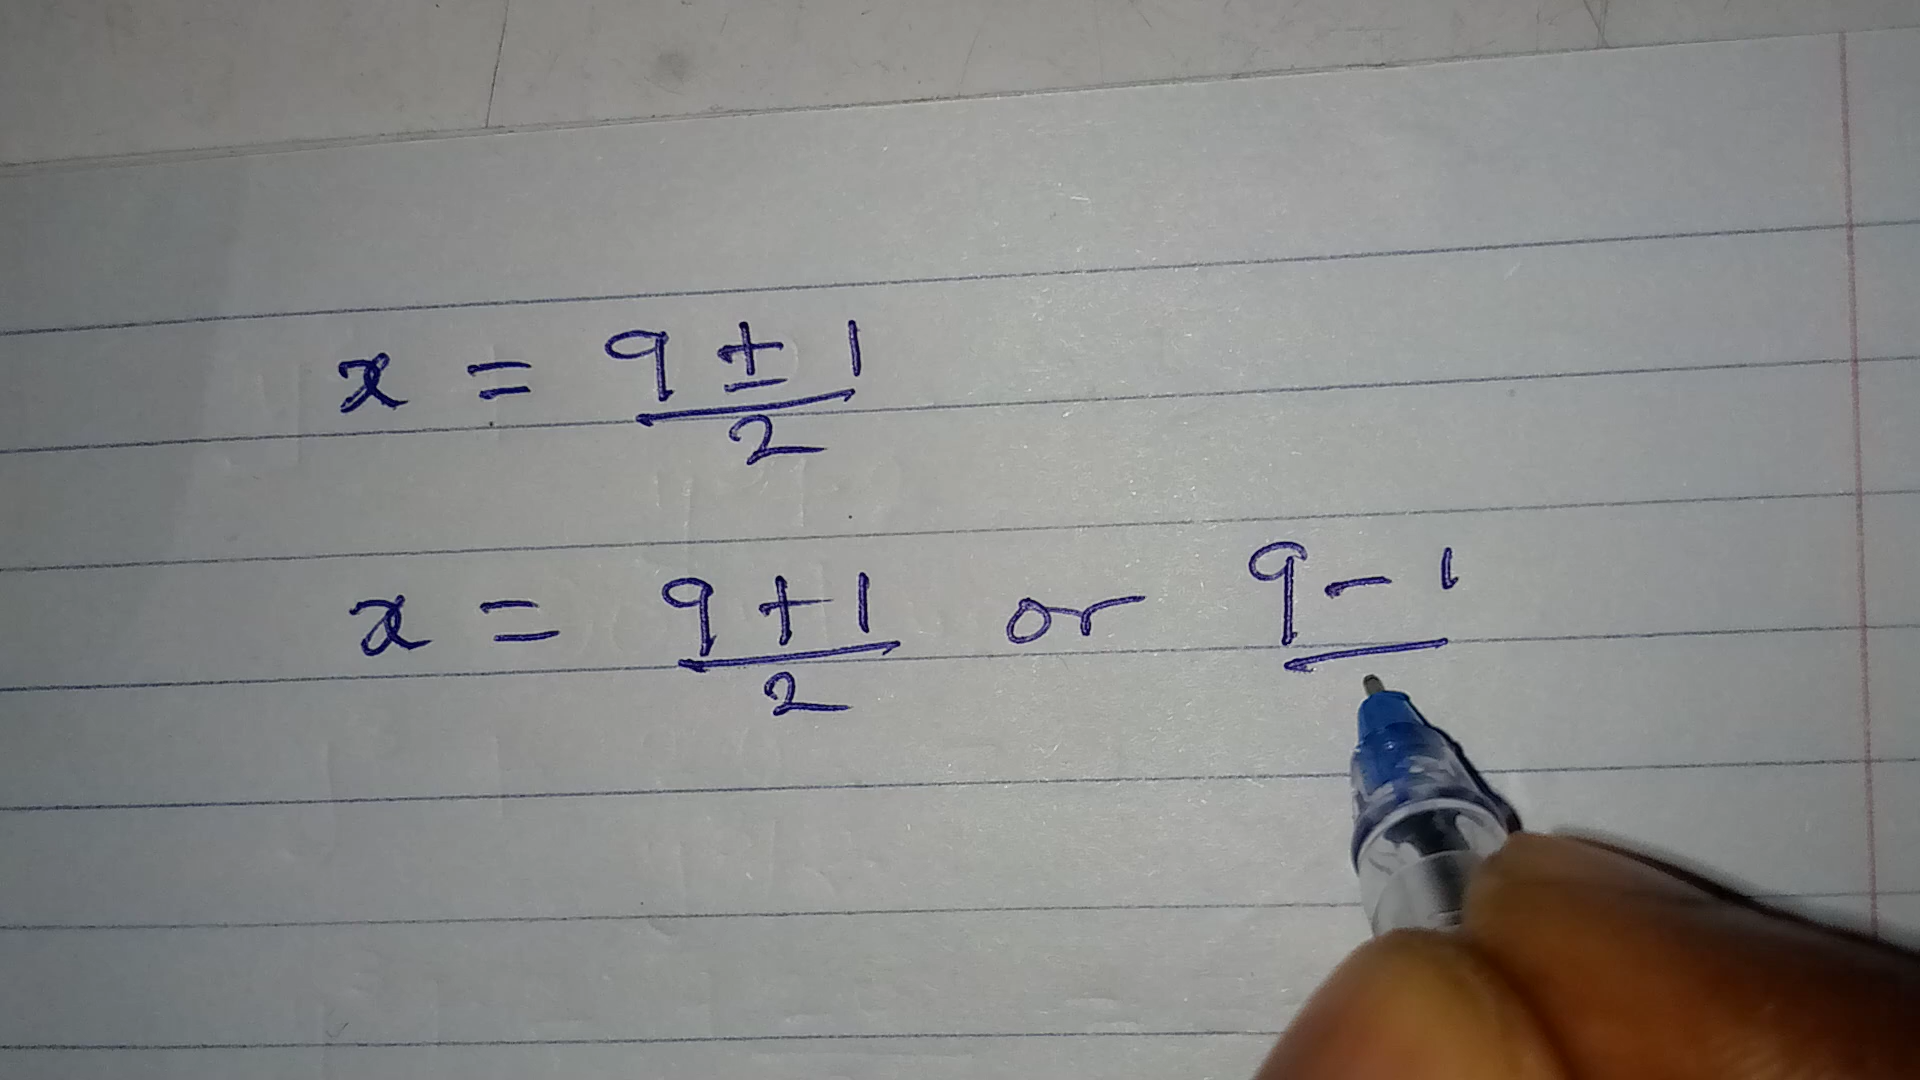 x = 9 ± 1 / 2
x = 9 + 1 / 2 or 9 - 1 /